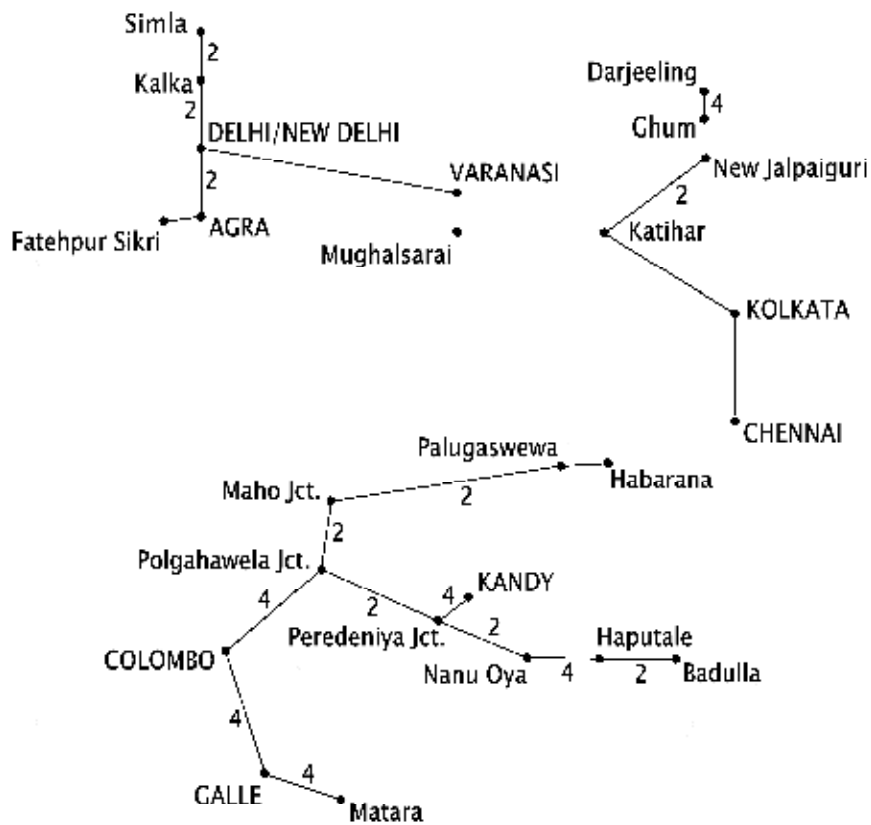 Simla
2
Kalka
2
DELHI/NEW DELHI
2
VARANASI
AGRA
Fatehpur Sikri
Mughalsarai
Darjeeling
4
Ghum
New Jalpaiguri
2
Katihar
KOLKATA
CHENNAI
Palugaswewa
Habarana
2
Maho Jct.
2
Polgahawela Jct.
4
2
4
KANDY
Peredeniya Jct.
2
COLOMBO
Nanu Oya
4
Haputale
2
Badulla
4
GALLE
4
Matara